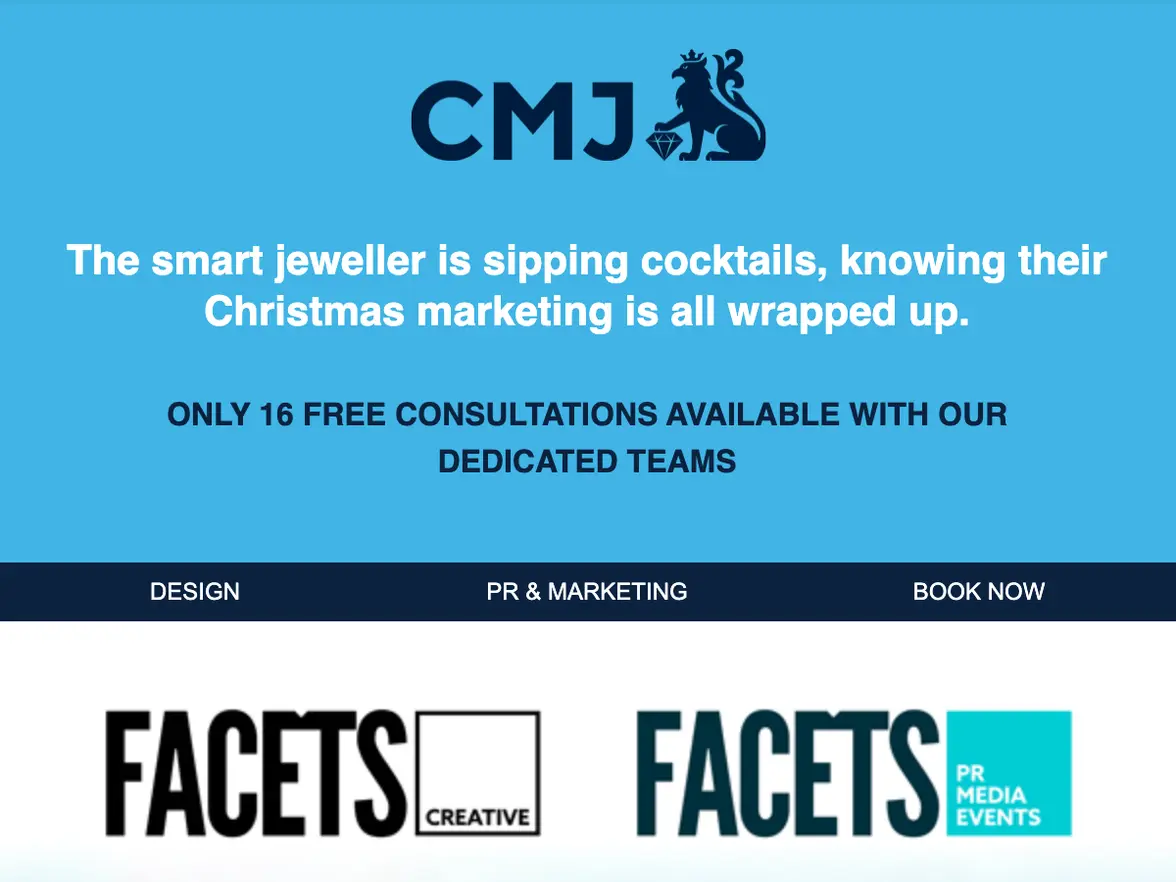 CMJ
The smart jeweller is sipping cocktails, knowing their
Christmas marketing is all wrapped up.
ONLY 16 FREE CONSULTATIONS AVAILABLE WITH OUR
DEDICATED TEAMS
DESIGN
PR & MARKETING
BOOK NOW
FACETS
CREATIVE
FACETS
PR
MEDIA
EVENTS